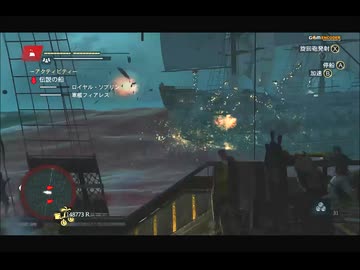 旋回砲発射 X
停船 A
加速 B
アクティビティー
伝説の船
ロイヤル・ソブリン
軍艦フィアレス
48773 R